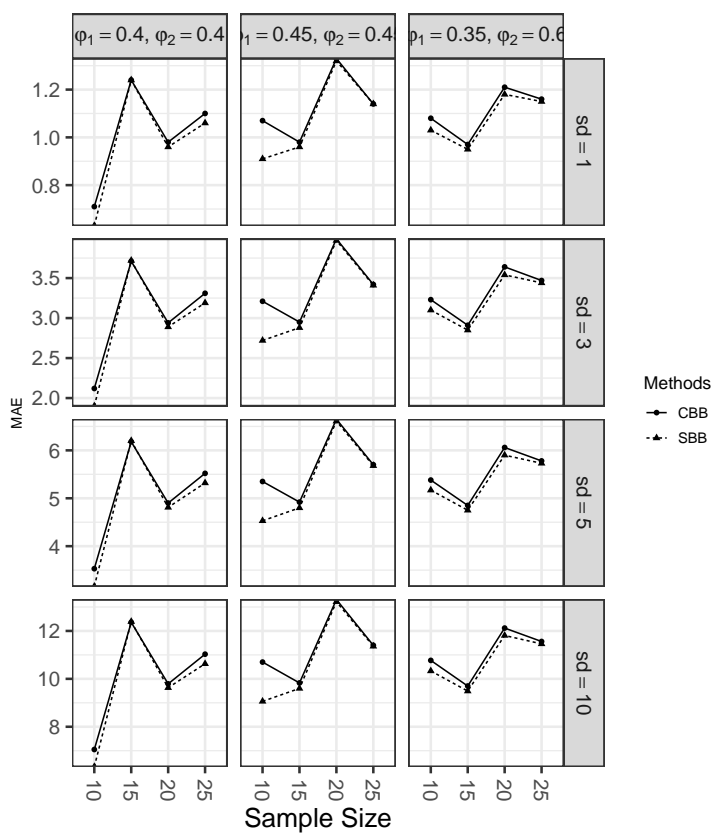 φ₁ = 0.4, φ₂ = 0.4
φ₁ = 0.45, φ₂ = 0.45
φ₁ = 0.35, φ₂ = 0.6
1.2
1.0
0.8
sd = 1
3.5
3.0
2.5
2.0
sd = 3
6
5
4
sd = 5
12
10
8
sd = 10
MAE
Methods
CBB
SBB
10 15 20 25 10 15 20 25 10 15 20 25
Sample Size